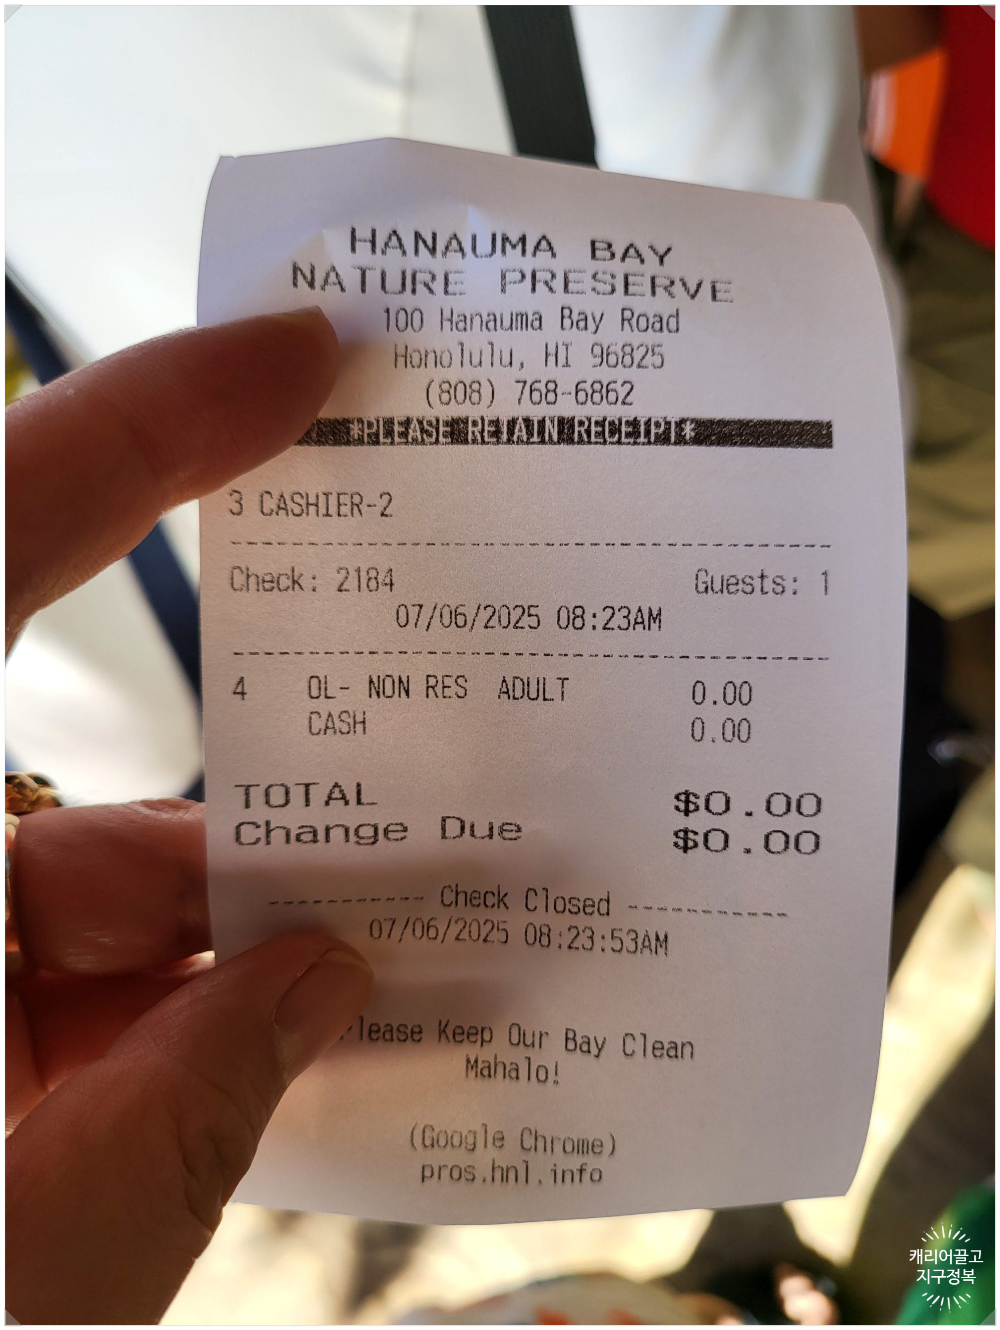 HANAUMA BAY
NATURE PRESERVE
100 Hanauma Bay Road
Honolulu, HI 96825
(808) 768-6862
*PLEASE RETAIN RECEIPT*
3 CASHIER-2
Check: 2184 Guests: 1
07/06/2025 08:23AM
4 OL- NON RES ADULT 0.00
CASH 0.00
TOTAL $0.00
Change Due $0.00
---------- Check Closed ----------
07/06/2025 08:23:53AM
Please Keep Our Bay Clean
Mahalo!
(Google Chrome)
pros.hnl.info
캐리어끌고
지구정복